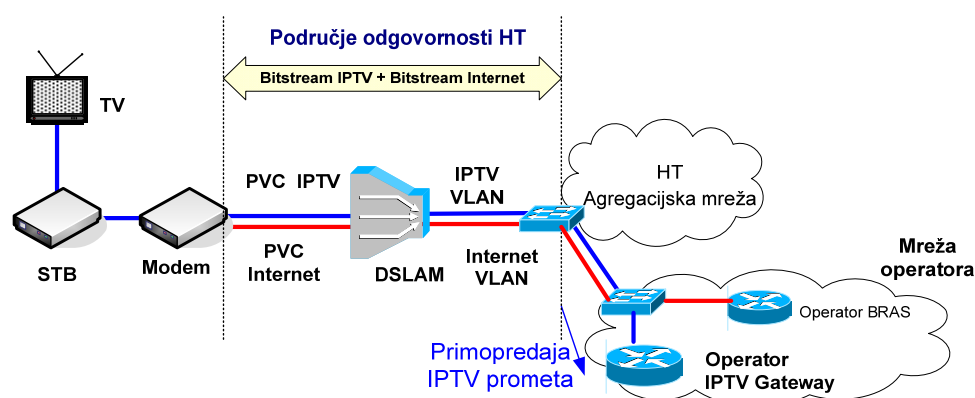 Područje odgovornosti HT
Bitstream IPTV + Bitstream Internet
TV
PVC IPTV
IPTV
VLAN
HT
Agregacijska mreža
STB
Modem
PVC
Internet
DSLAM
Internet
VLAN
Mreža
operatora
Operator BRAS
Primopredaja
IPTV prometa
Operator
IPTV Gateway